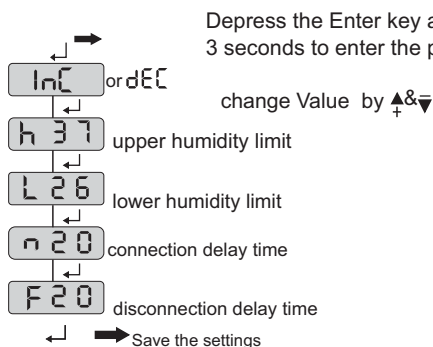 Depress the Enter key a
3 seconds to enter the p
InC or dEC
change Value by + & -
h 37 upper humidity limit
L 26 lower humidity limit
n 20 connection delay time
F 20 disconnection delay time
Save the settings